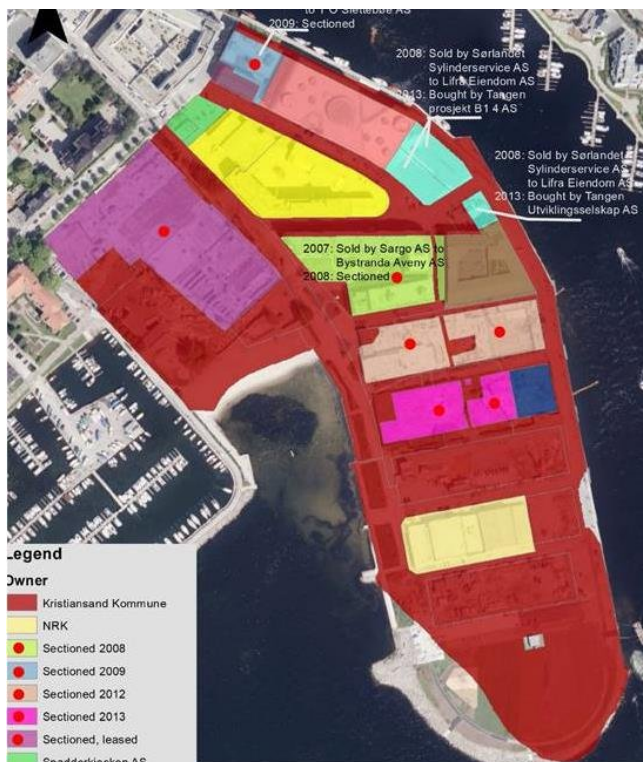 2009: Sectioned
2008: Sold by Sørlandet
Sylinderservice AS
to Lifra Eiendom AS
2013: Bought by Tangen
prosjekt B1 4 AS
2008: Sold by Sørlandet
Sylinderservice AS
to Lifra Eiendom AS
2013: Bought by Tangen
Utviklingsselskap AS
2007: Sold by Sargo AS to
Bystranda Aveny AS
2008: Sectioned
Legend
Owner
Kristiansand Kommune
NRK
Sectioned 2008
Sectioned 2009
Sectioned 2012
Sectioned 2013
Sectioned, leased